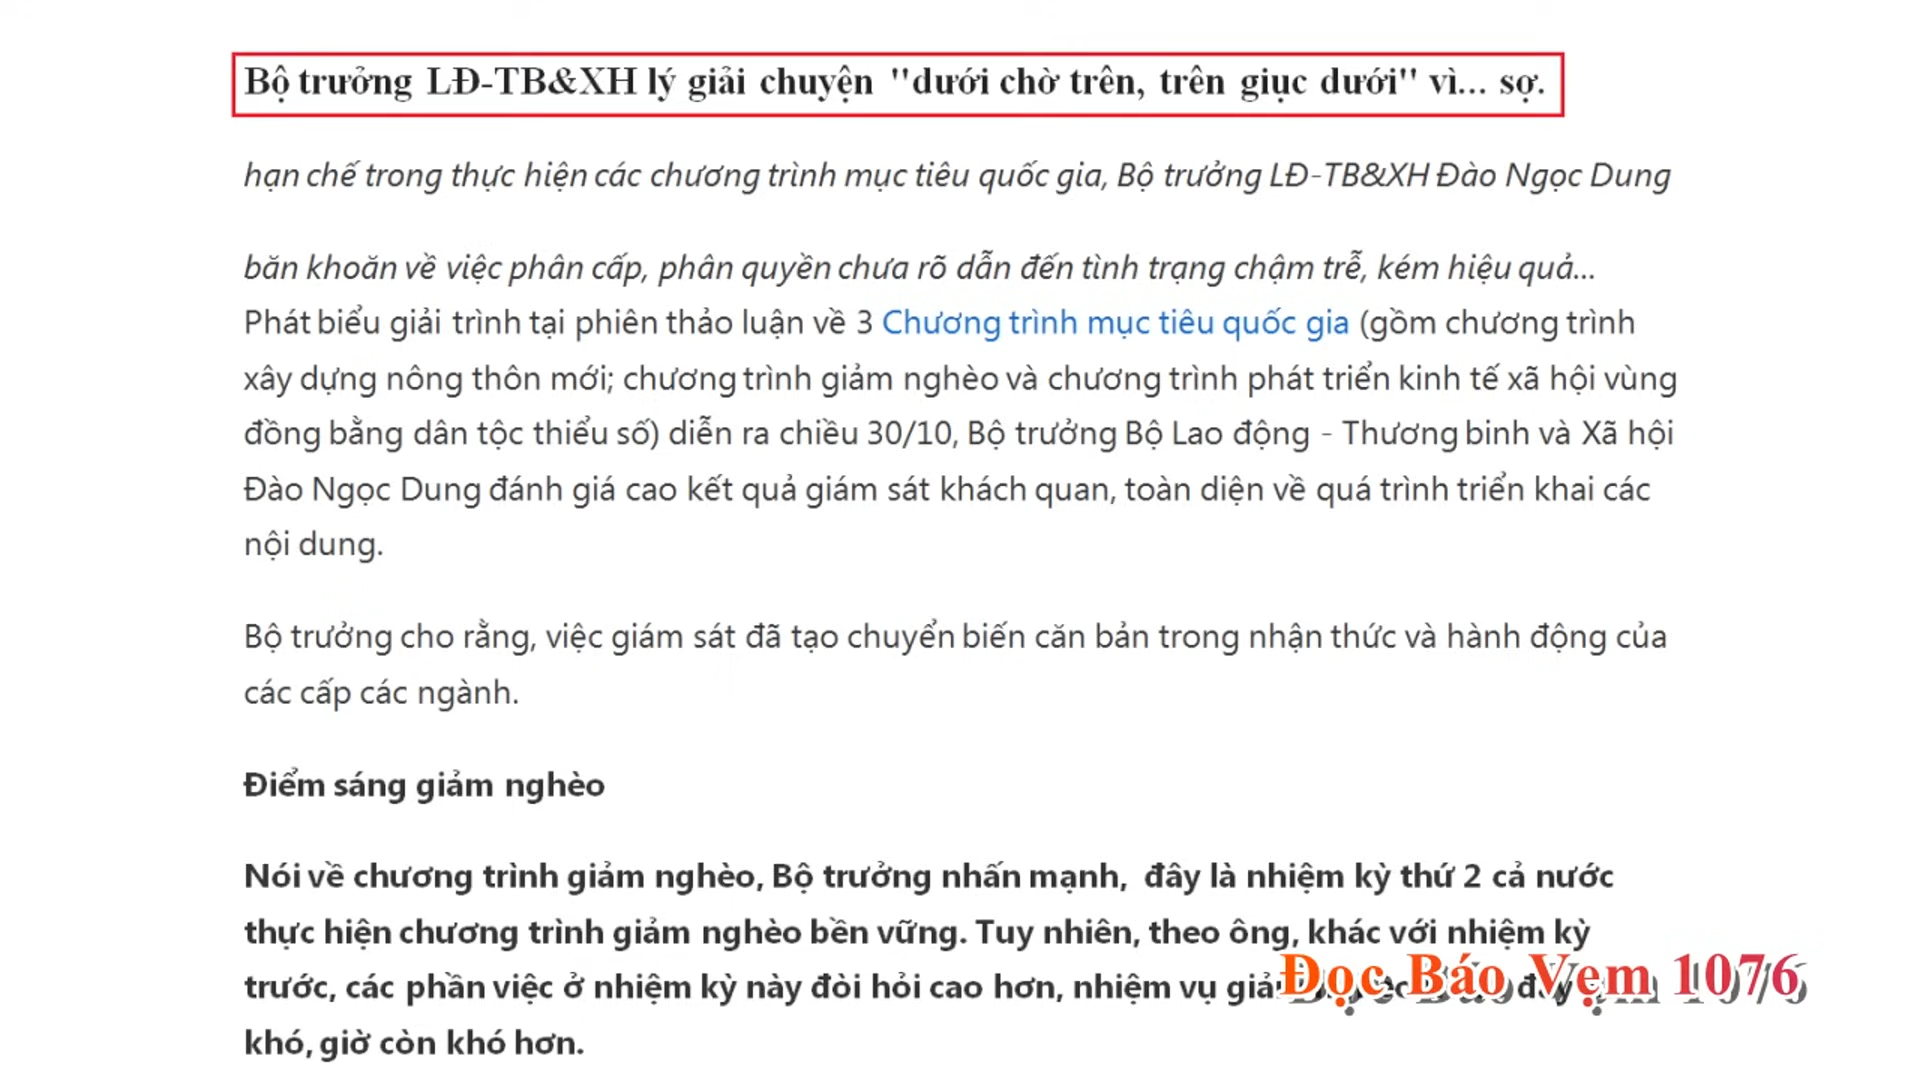 Bộ trưởng LĐ-TB&XH lý giải chuyện "dưới chờ trên, trên giục dưới" vì... sợ.
hạn chế trong thực hiện các chương trình mục tiêu quốc gia, Bộ trưởng LĐ-TB&XH Đào Ngọc Dung
băn khoăn về việc phân cấp, phân quyền chưa rõ dẫn đến tình trạng chậm trễ, kém hiệu quả...
Phát biểu giải trình tại phiên thảo luận về 3 Chương trình mục tiêu quốc gia (gồm chương trình
xây dựng nông thôn mới; chương trình giảm nghèo và chương trình phát triển kinh tế xã hội vùng
đồng bằng dân tộc thiểu số) diễn ra chiều 30/10, Bộ trưởng Bộ Lao động - Thương binh và Xã hội
Đào Ngọc Dung đánh giá cao kết quả giám sát khách quan, toàn diện về quá trình triển khai các
nội dung.
Bộ trưởng cho rằng, việc giám sát đã tạo chuyển biến căn bản trong nhận thức và hành động của
các cấp các ngành.
Điểm sáng giảm nghèo
Nói về chương trình giảm nghèo, Bộ trưởng nhấn mạnh, đây là nhiệm kỳ thứ 2 cả nước
thực hiện chương trình giảm nghèo bền vững. Tuy nhiên, theo ông, khác với nhiệm kỳ
trước, các phần việc ở nhiệm kỳ này đòi hỏi cao hơn, nhiệm vụ
khó, giờ còn khó hơn.
Đọc Báo Vẹm 1076